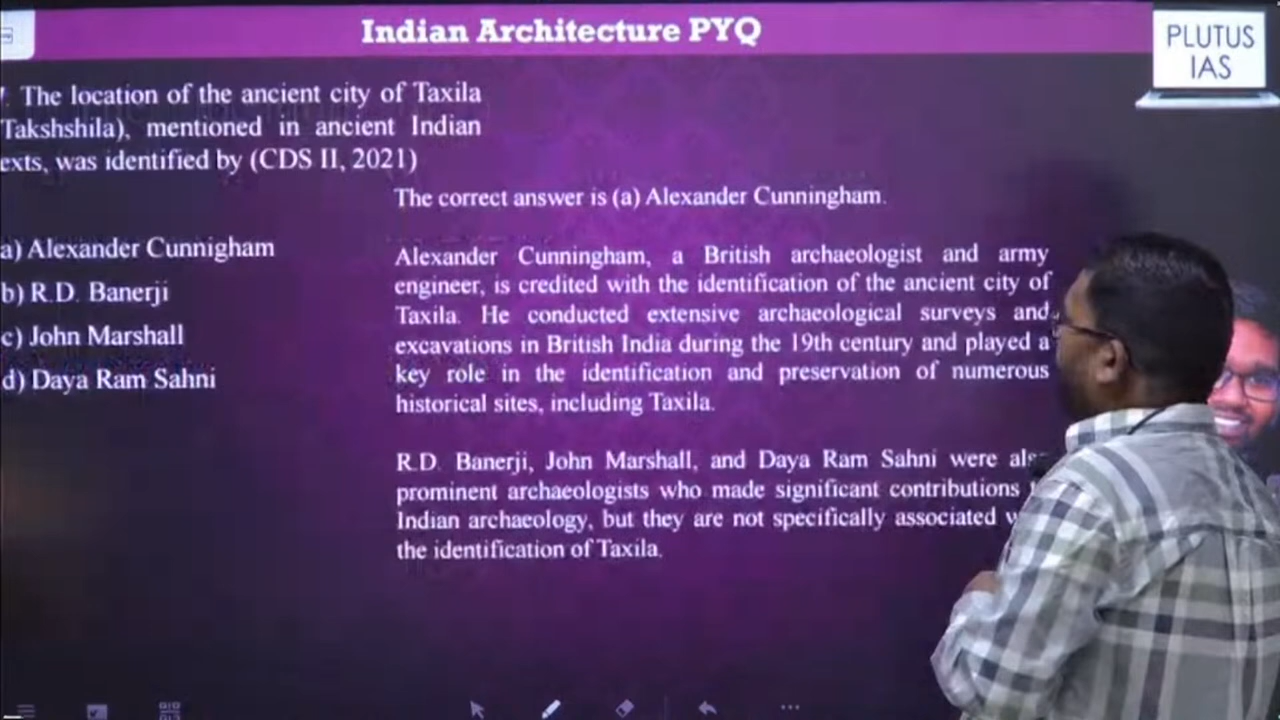 Indian Architecture PYQ
PLUTUS
IAS
. The location of the ancient city of Taxila
Takshshila), mentioned in ancient Indian
exts, was identified by (CDS II, 2021)
a) Alexander Cunnigham
b) R.D. Banerji
c) John Marshall
d) Daya Ram Sahni
The correct answer is (a) Alexander Cunningham.
Alexander Cunningham, a British archaeologist and army
engineer, is credited with the identification of the ancient city of
Taxila. He conducted extensive archaeological surveys and
excavations in British India during the 19th century and played a
key role in the identification and preservation of numerous
historical sites, including Taxila.
R.D. Banerji, John Marshall, and Daya Ram Sahni were also
prominent archaeologists who made significant contributions
Indian archaeology, but they are not specifically associated
the identification of Taxila.